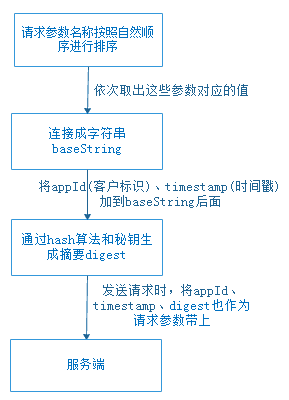 请求参数名称按照自然顺
序进行排序
依次取出这些参数对应的值
连接成字符串
baseString
将appId(客户标识)、timestamp(时间戳)
加到baseString后面
通过hash算法和秘钥生
成摘要digest
发送请求时，将appId、
timestamp、digest也作为
请求参数带上
服务端